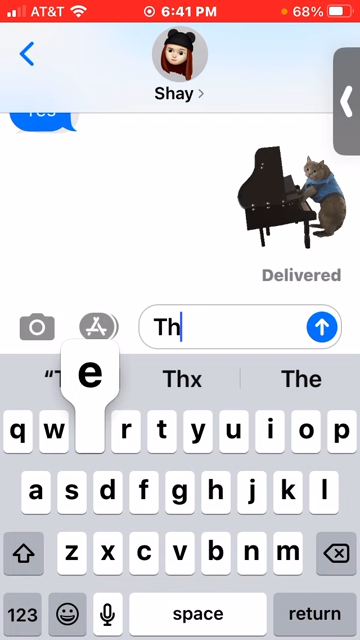 AT&T 6:41 PM 68%
Shay
Yes
Delivered
Th
Thx The
e
q w r t y u i o p
a s d f g h j k l
z x c v b n m
123 space return